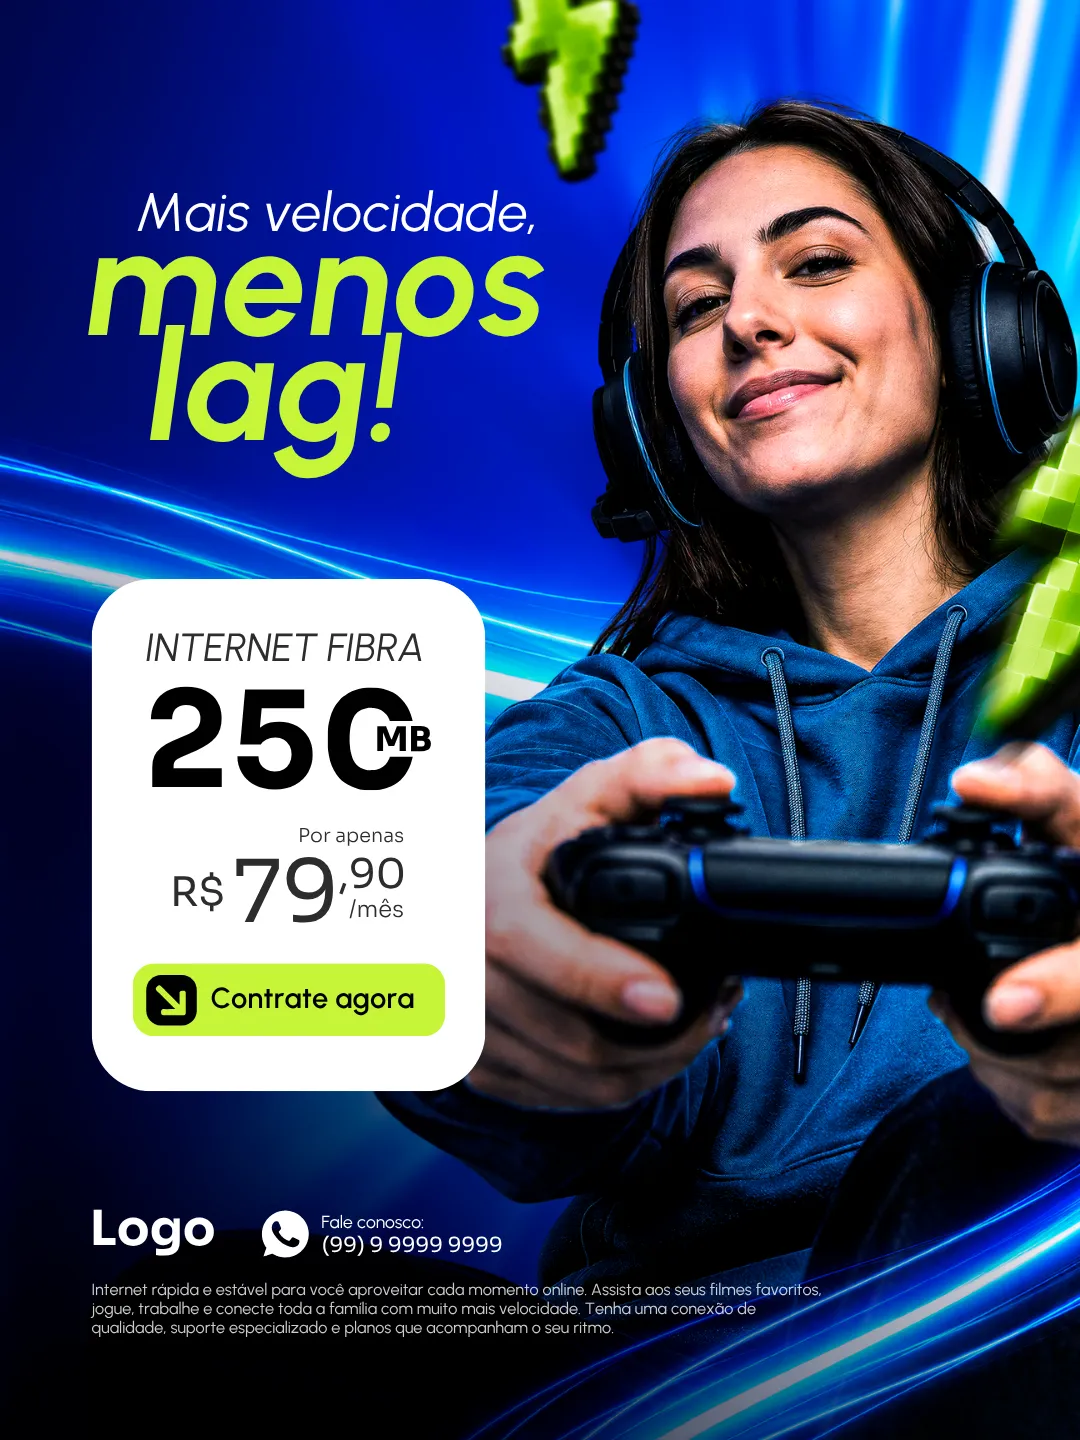 Mais velocidade,
menos
lag!
INTERNET FIBRA
250
MB
Por apenas
R$ 79,90
/mês
Contrate agora
Logo
Fale conosco:
(99) 9 9999 9999
Internet rápida e estável para você aproveitar cada momento online. Assista aos seus filmes favoritos,
jogue, trabalhe e conecte toda a família com muito mais velocidade. Tenha uma conexão de
qualidade, suporte especializado e planos que acompanham o seu ritmo.